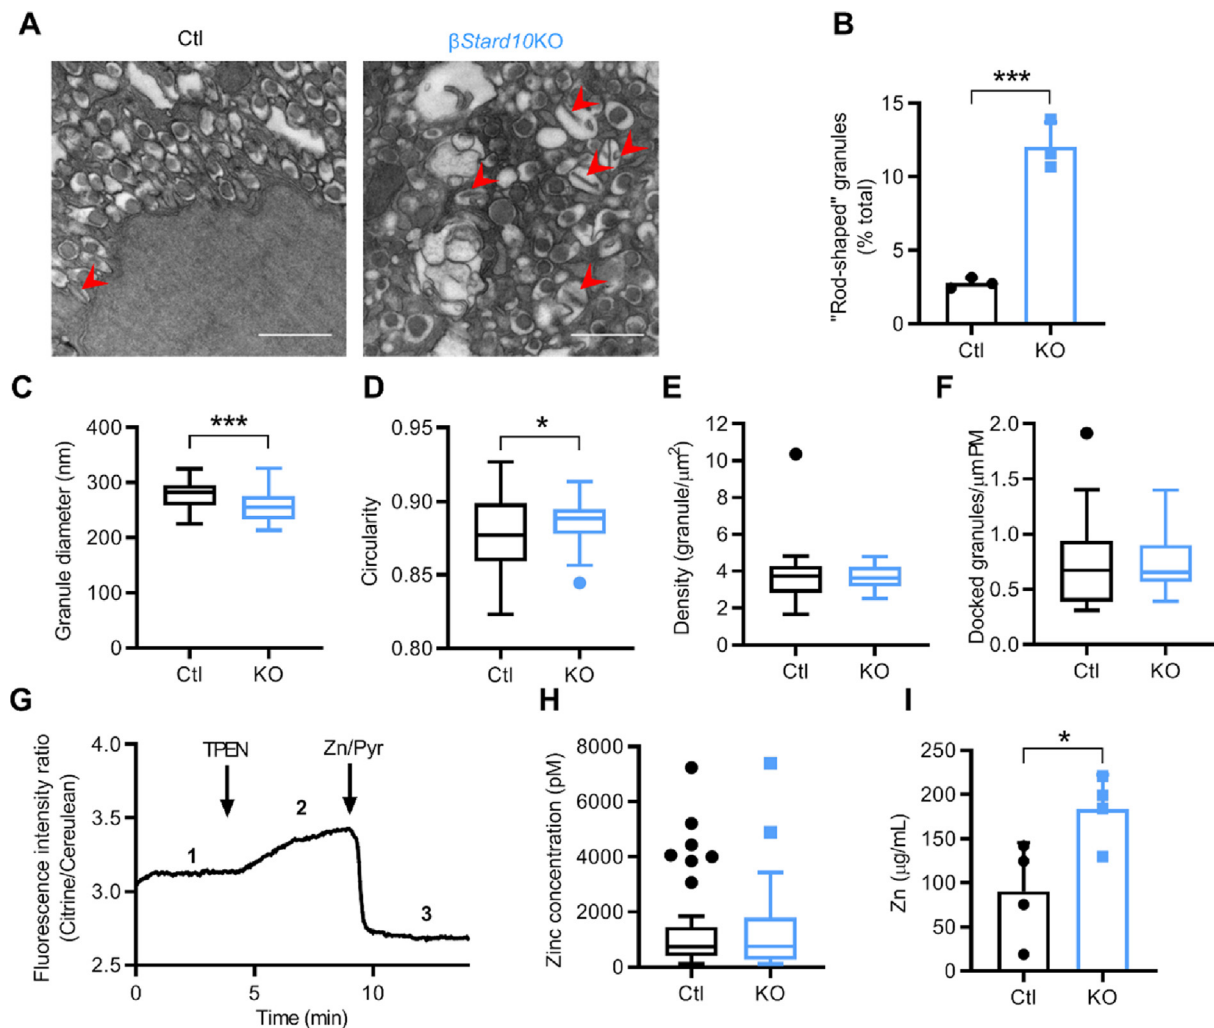 A
Ctl
βStard10KO
B
***
"Rod-shaped" granules
(% total)
15
10
5
0
Ctl
KO
C
***
Granule diameter (nm)
400
300
200
100
0
Ctl
KO
D
*
Circularity
0.95
0.90
0.85
0.80
Ctl
KO
E
Density (granule/μm²)
12
10
8
6
4
2
0
Ctl
KO
F
Docked granules/μm PM
2.0
1.5
1.0
0.5
0.0
Ctl
KO
G
Fluorescence intensity ratio
(Citrine/Cereulean)
4.0
3.5
3.0
2.5
TPEN
Zn/Pyr
1
2
3
0
5
10
Time (min)
H
Zinc concentration (pM)
8000
6000
4000
2000
0
Ctl
KO
I
*
Zn (μg/mL)
250
200
150
100
50
0
Ctl
KO